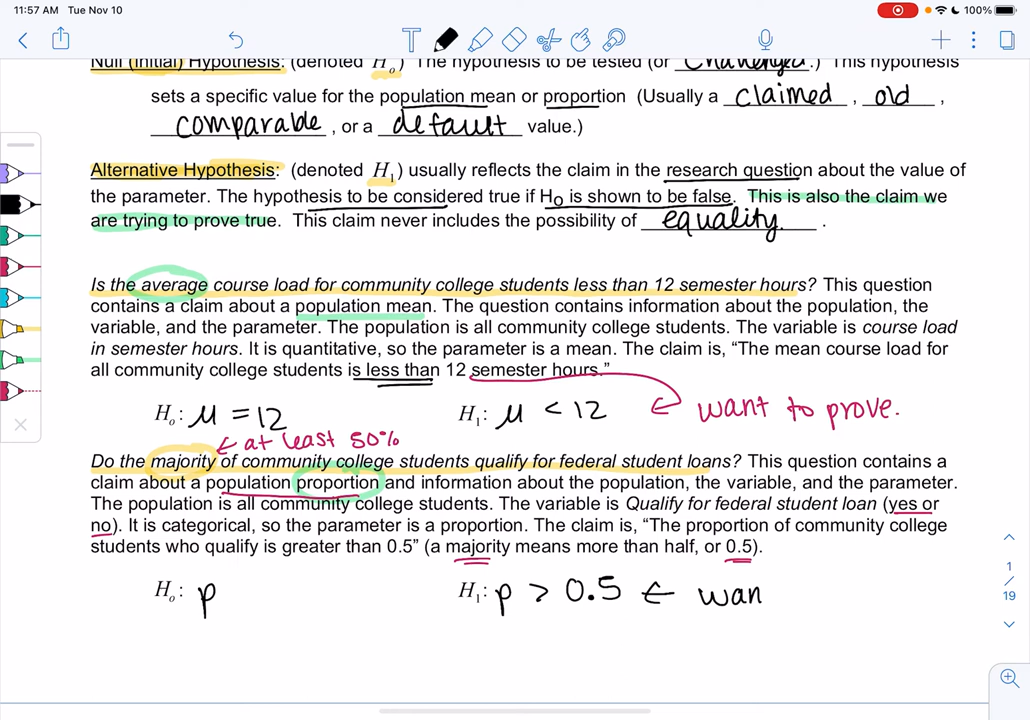 11:57 AM Tue Nov 10
100%
Null (Initial) Hypothesis: (denoted Ho) The hypothesis to be tested (or challenged.) This hypothesis
sets a specific value for the population mean or proportion (Usually a claimed, old,
comparable, or a default value.)
Alternative Hypothesis: (denoted H1) usually reflects the claim in the research question about the value of
the parameter. The hypothesis to be considered true if HO is shown to be false. This is also the claim we
are trying to prove true. This claim never includes the possibility of equality.
Is the average course load for community college students less than 12 semester hours? This question
contains a claim about a population mean. The question contains information about the population, the
variable, and the parameter. The population is all community college students. The variable is course load
in semester hours. It is quantitative, so the parameter is a mean. The claim is, “The mean course load for
all community college students is less than 12 semester hours.”
Ho: μ = 12 H1: μ < 12 ← want to prove.
← at least 50%
Do the majority of community college students qualify for federal student loans? This question contains a
claim about a population proportion and information about the population, the variable, and the parameter.
The population is all community college students. The variable is Qualify for federal student loan (yes or
no). It is categorical, so the parameter is a proportion. The claim is, “The proportion of community college
students who qualify is greater than 0.5” (a majority means more than half, or 0.5).
Ho: p H1: p > 0.5 ← wan
1
/
19